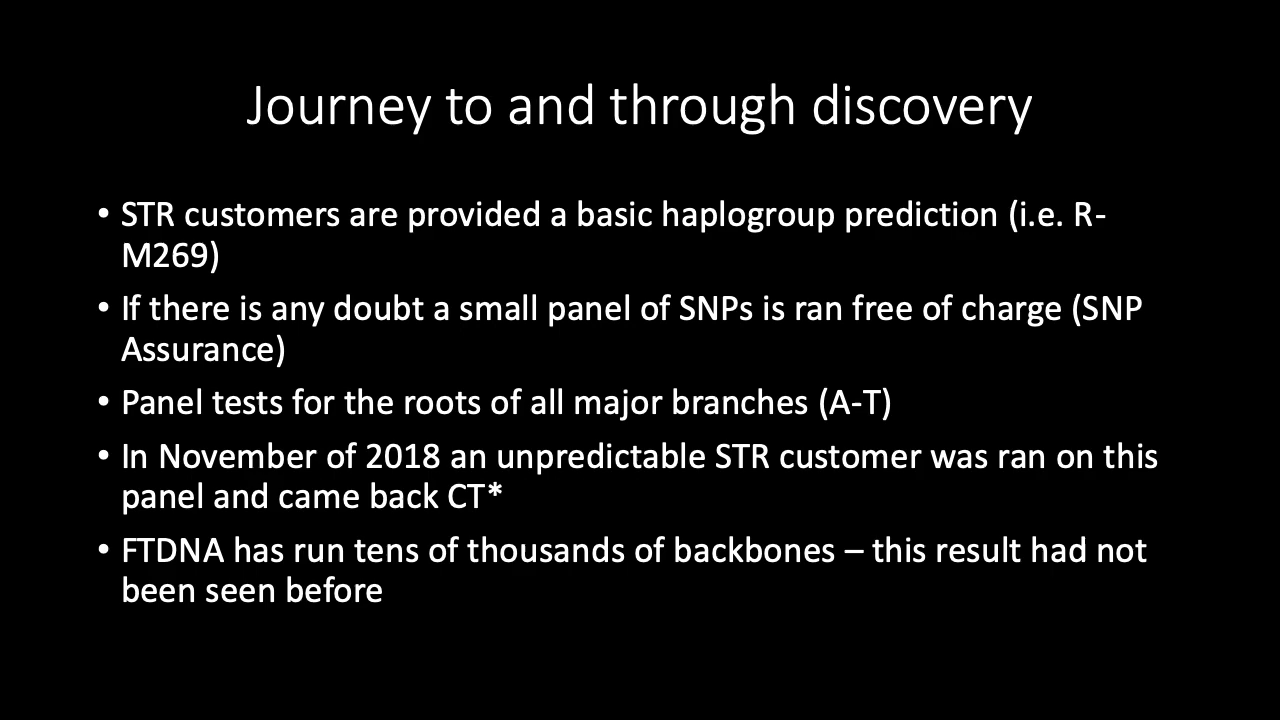 Journey to and through discovery
• STR customers are provided a basic haplogroup prediction (i.e. R-
M269)
• If there is any doubt a small panel of SNPs is ran free of charge (SNP
Assurance)
• Panel tests for the roots of all major branches (A-T)
• In November of 2018 an unpredictable STR customer was ran on this
panel and came back CT*
• FTDNA has run tens of thousands of backbones – this result had not
been seen before